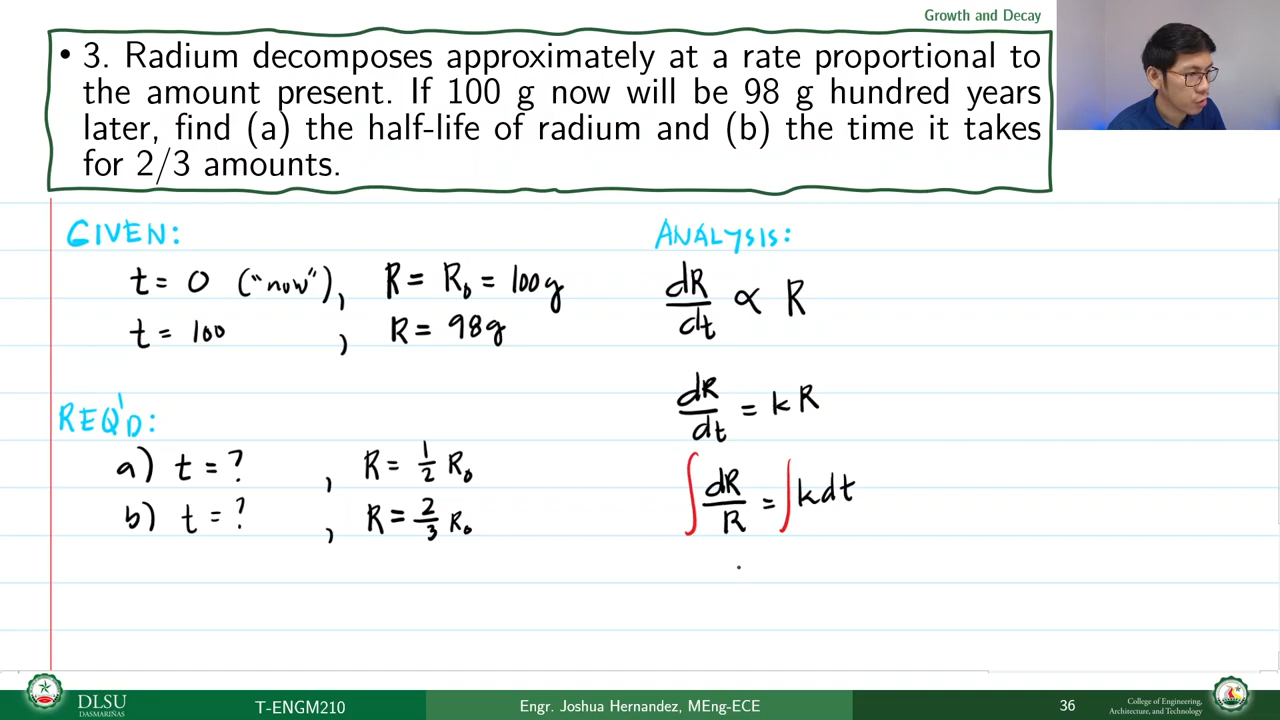 Growth and Decay
• 3. Radium decomposes approximately at a rate proportional to
the amount present. If 100 g now will be 98 g hundred years
later, find (a) the half-life of radium and (b) the time it takes
for 2/3 amounts.
GIVEN:
t = 0 ("now"), R = R₀ = 100g
t = 100 , R = 98g
REQ'D:
a) t = ? , R = 1/2 R₀
b) t = ? , R = 2/3 R₀
ANALYSIS:
dR/dt ∝ R
dR/dt = kR
∫ dR/R = ∫ kdt
DLSU
DASMARIÑAS
T-ENGM210
Engr. Joshua Hernandez, MEng-ECE
36
College of Engineering,
Architecture, and Technology